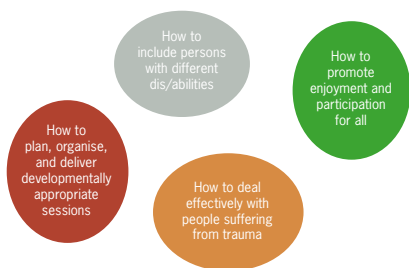 How to
include persons
with different
dis/abilities
How to
promote
enjoyment and
participation
for all
How to
plan, organise,
and deliver
developmentally
appropriate
sessions
How to deal
effectively with
people suffering
from trauma